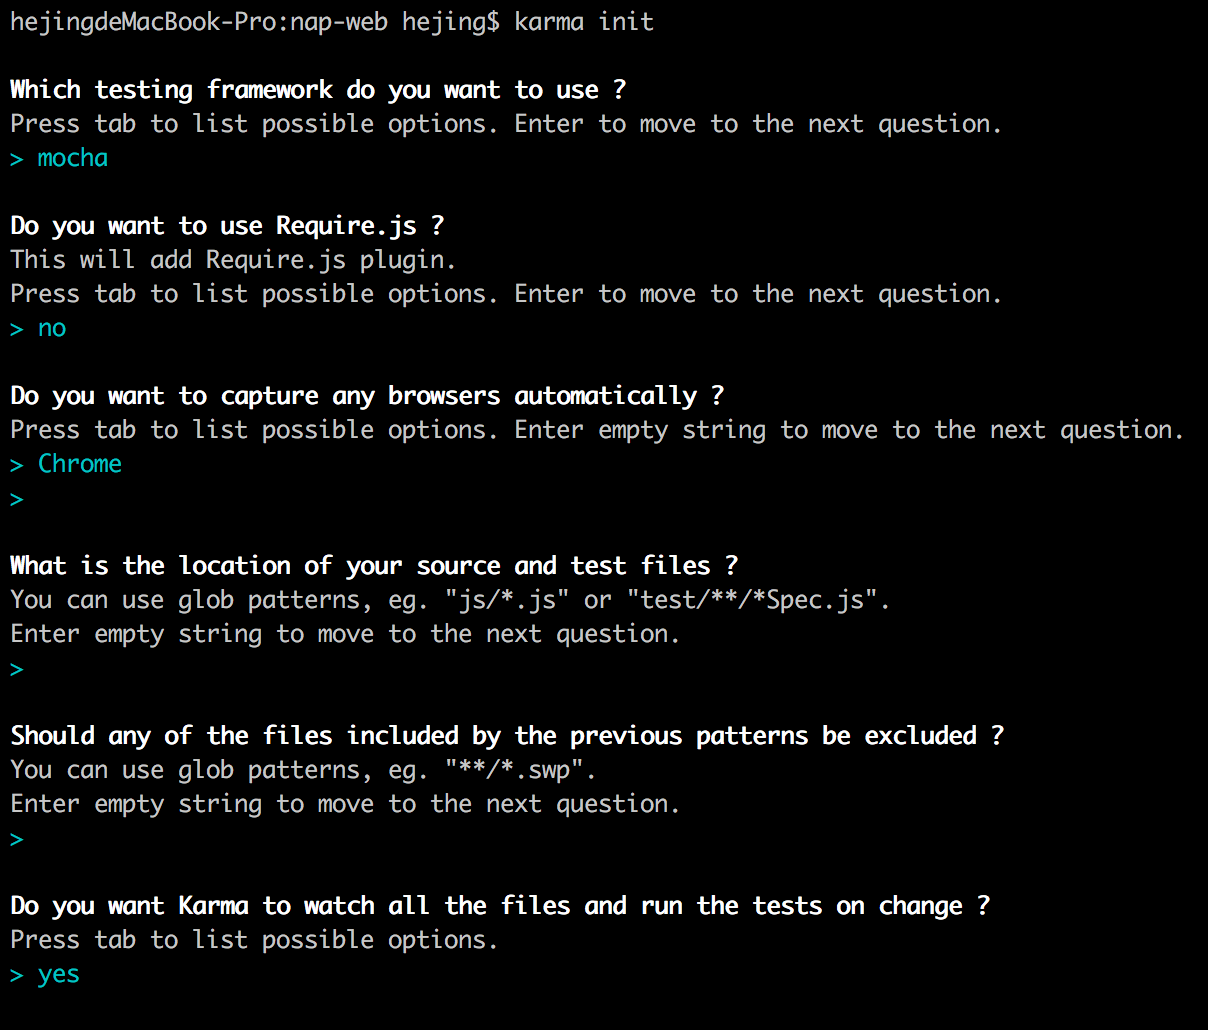 hejingdeMacBook-Pro:nap-web hejing$ karma init
Which testing framework do you want to use ?
Press tab to list possible options. Enter to move to the next question.
> mocha
Do you want to use Require.js ?
This will add Require.js plugin.
Press tab to list possible options. Enter to move to the next question.
> no
Do you want to capture any browsers automatically ?
Press tab to list possible options. Enter empty string to move to the next question.
> Chrome
>
What is the location of your source and test files ?
You can use glob patterns, eg. "js/*.js" or "test/**/*Spec.js".
Enter empty string to move to the next question.
>
Should any of the files included by the previous patterns be excluded ?
You can use glob patterns, eg. "**/*.swp".
Enter empty string to move to the next question.
>
Do you want Karma to watch all the files and run the tests on change ?
Press tab to list possible options.
> yes